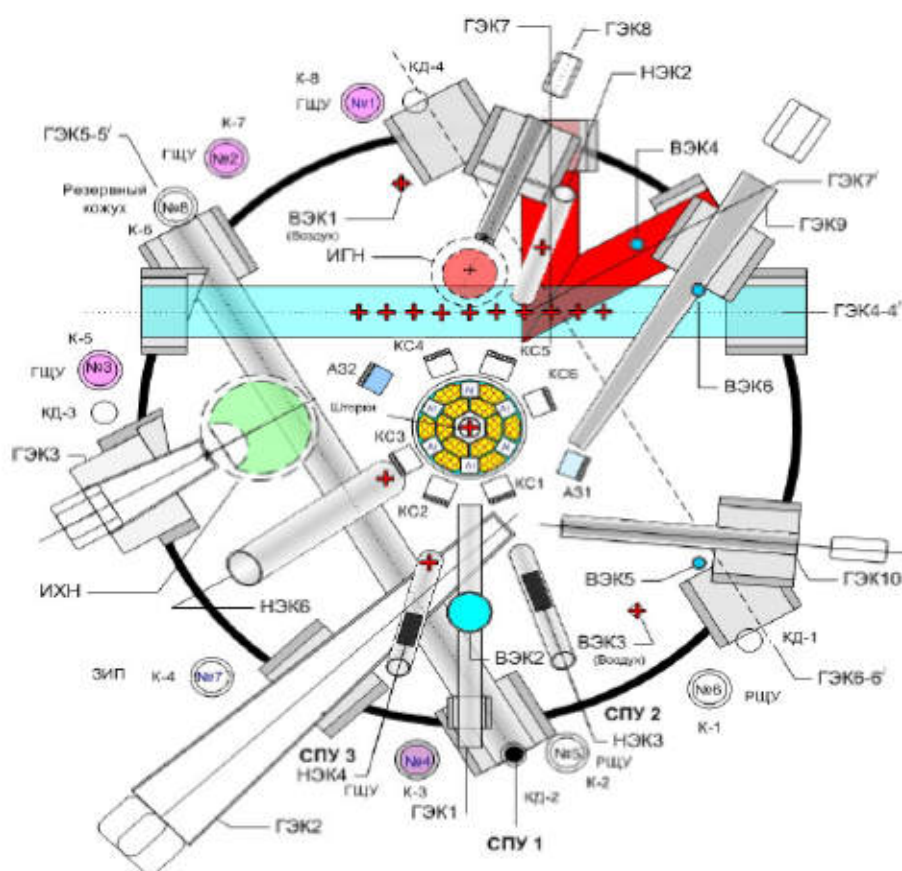 ГЭК7
ГЭК8
К-8
КД-4
НЭК2
ГЩУ
№1
К-7
ГЭК5-5'
ГЩУ
№2
ВЭК4
Резервный
кожух
№8
ВЭК1
(Воздух)
ГЭК7'
ГЭК9
К-6
ИГН
ГЭК4-4'
К-5
КС4
КС5
ГЩУ
№3
АЗ2
КС6
ВЭК6
КД-3
Шторки
ГЭК3
КС3
КС1
АЗ1
КС2
ИХН
НЭК6
ВЭК5
ГЭК10
ВЭК3
(Воздух)
КД-1
ВЭК2
ЗИП
К-4
№7
ГЭК6-6'
№6
РЩУ
К-1
СПУ 2
СПУ 3
НЭК3
НЭК4
№5
РЩУ
ГЩУ
№4
К-2
К-3
КД-2
ГЭК1
ГЭК2
СПУ 1